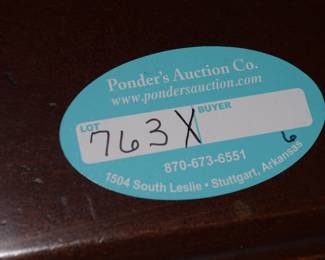 Ponder's Auction Co.
www.pondersauction.com
LOT BUYER
763X
6
870-673-6551
1504 South Leslie • Stuttgart, Arkansas